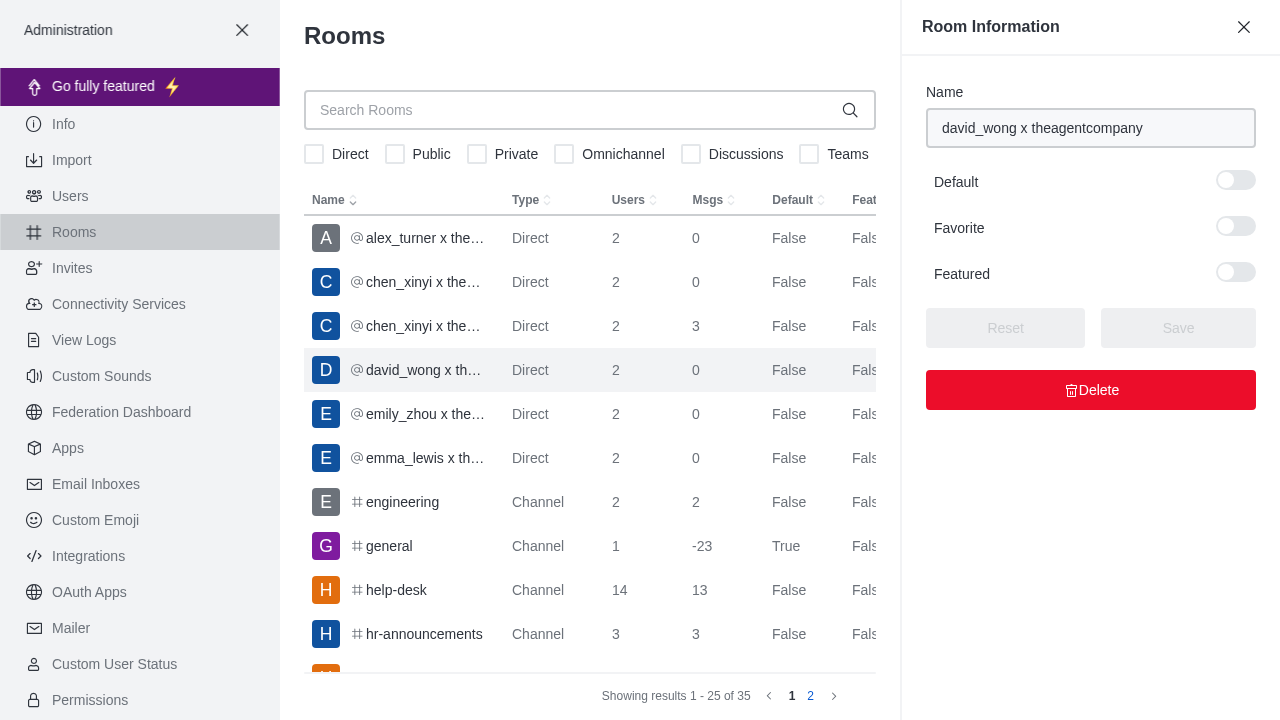 Administration
Go fully featured ⚡
Info
Import
Users
Rooms
Invites
Connectivity Services
View Logs
Custom Sounds
Federation Dashboard
Apps
Email Inboxes
Custom Emoji
Integrations
OAuth Apps
Mailer
Custom User Status
Permissions
Rooms
Search Rooms
Direct Public Private Omnichannel Discussions Teams
Name Type Users Msgs Default Feat
A @alex_turner x the… Direct 2 0 False Fals
C @chen_xinyi x the… Direct 2 0 False Fals
C @chen_xinyi x the… Direct 2 3 False Fals
D @david_wong x th… Direct 2 0 False Fals
E @emily_zhou x the… Direct 2 0 False Fals
E @emma_lewis x th… Direct 2 0 False Fals
E #engineering Channel 2 2 False Fals
G #general Channel 1 -23 True Fals
H #help-desk Channel 14 13 False Fals
H #hr-announcements Channel 3 3 False Fals
Showing results 1 - 25 of 35 1 2
Room Information
Name
david_wong x theagentcompany
Default
Favorite
Featured
Reset Save
Delete